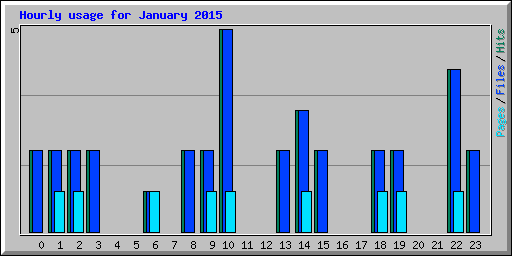 Hourly usage for January 2015
5
Pages/Files/Hits
0 1 2 3 4 5 6 7 8 9 10 11 12 13 14 15 16 17 18 19 20 21 22 23